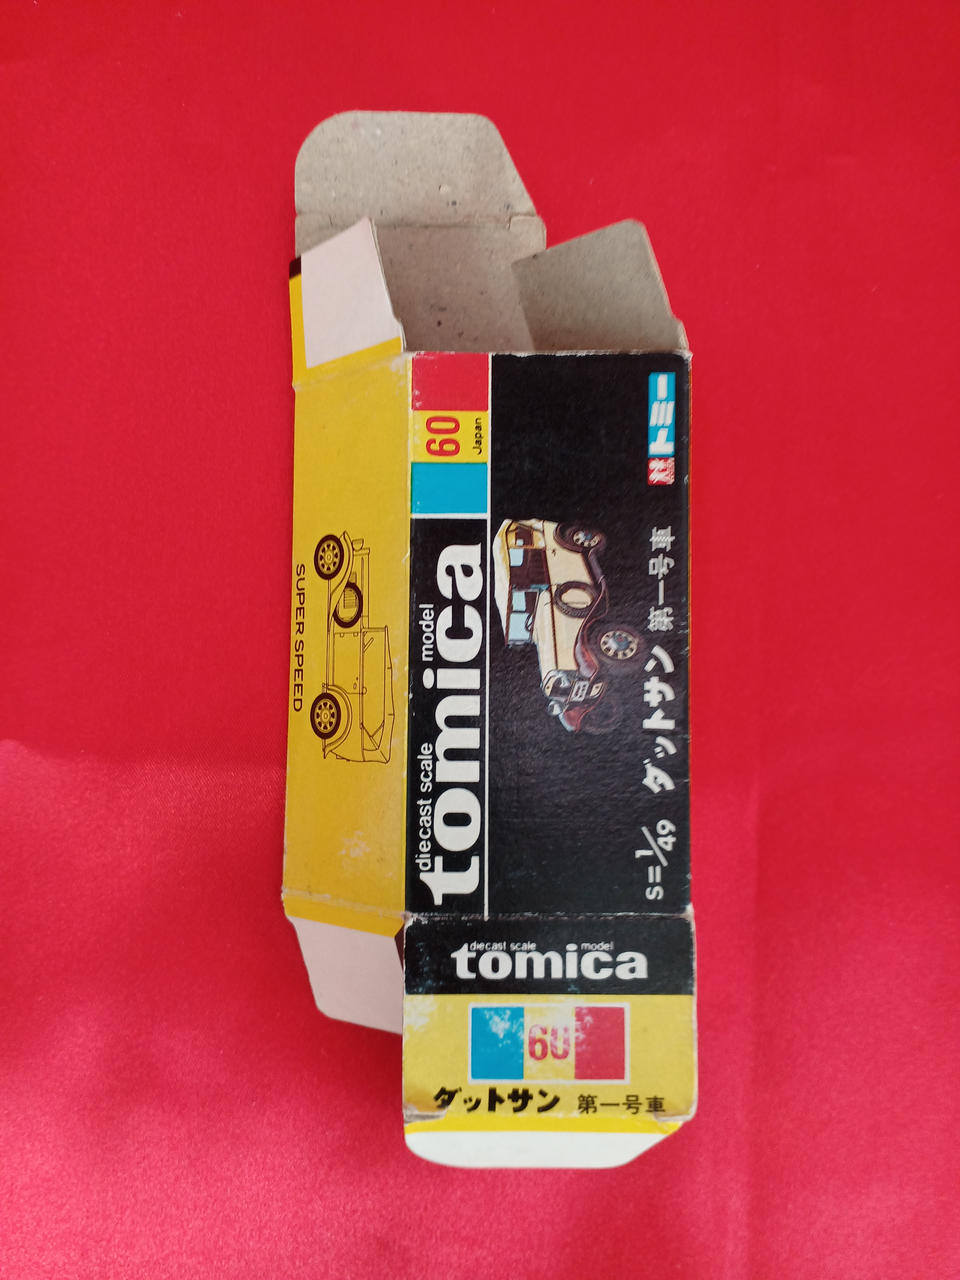 60
Japan
diecast scale model
tomica
トミー
s=1/49 ダットサン 第一号車
SUPER SPEED
diecast scale model
tomica
60
ダットサン 第一号車